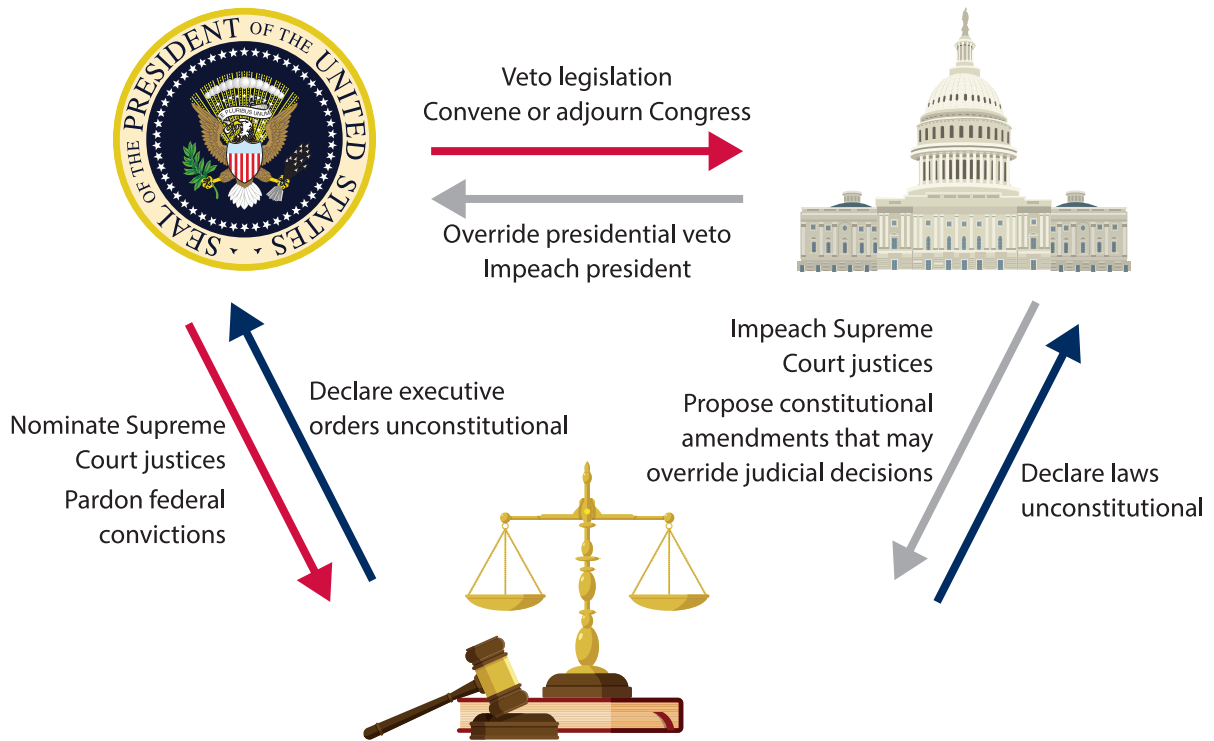 SEAL OF THE PRESIDENT OF THE UNITED STATES
E PLURIBUS UNUM
Veto legislation
Convene or adjourn Congress
Override presidential veto
Impeach president
Nominate Supreme
Court justices
Pardon federal
convictions
Declare executive
orders unconstitutional
Impeach Supreme
Court justices
Propose constitutional
amendments that may
override judicial decisions
Declare laws
unconstitutional